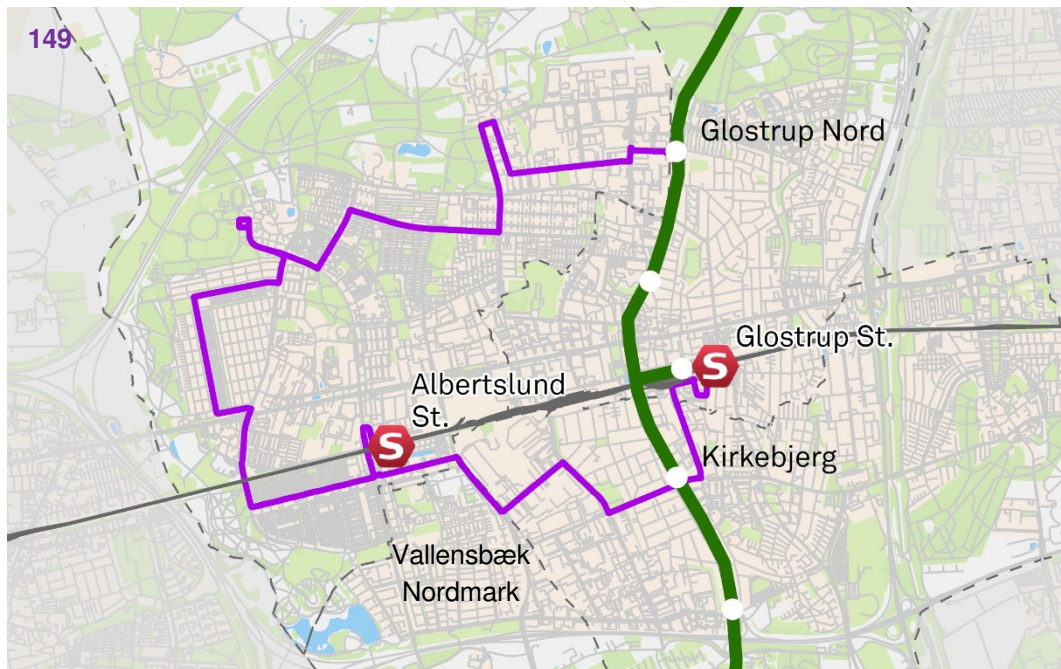 149
Glostrup Nord
Glostrup St.
S
Albertslund
St.
S
Kirkebjerg
Vallensbæk
Nordmark